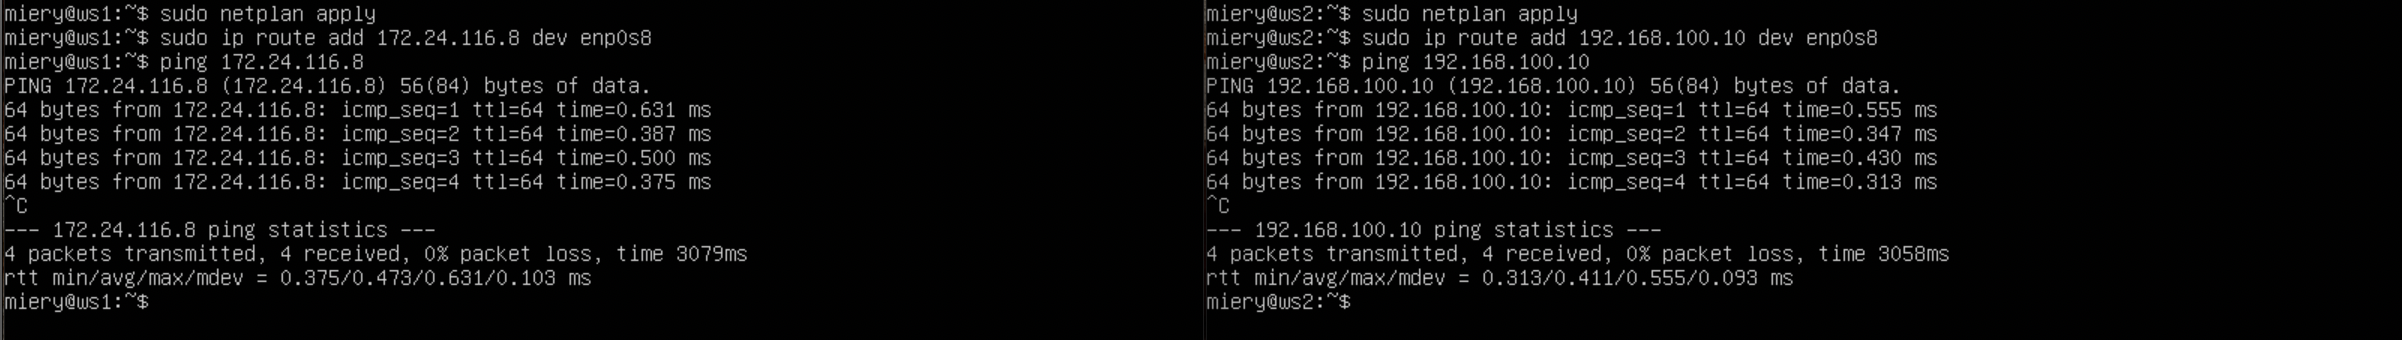 miery@ws1:~$ sudo netplan apply
miery@ws1:~$ sudo ip route add 172.24.116.8 dev enp0s8
miery@ws1:~$ ping 172.24.116.8
PING 172.24.116.8 (172.24.116.8) 56(84) bytes of data.
64 bytes from 172.24.116.8: icmp_seq=1 ttl=64 time=0.631 ms
64 bytes from 172.24.116.8: icmp_seq=2 ttl=64 time=0.387 ms
64 bytes from 172.24.116.8: icmp_seq=3 ttl=64 time=0.500 ms
64 bytes from 172.24.116.8: icmp_seq=4 ttl=64 time=0.375 ms
^C
--- 172.24.116.8 ping statistics ---
4 packets transmitted, 4 received, 0% packet loss, time 3079ms
rtt min/avg/max/mdev = 0.375/0.473/0.631/0.103 ms
miery@ws1:~$
miery@ws2:~$ sudo netplan apply
miery@ws2:~$ sudo ip route add 192.168.100.10 dev enp0s8
miery@ws2:~$ ping 192.168.100.10
PING 192.168.100.10 (192.168.100.10) 56(84) bytes of data.
64 bytes from 192.168.100.10: icmp_seq=1 ttl=64 time=0.555 ms
64 bytes from 192.168.100.10: icmp_seq=2 ttl=64 time=0.347 ms
64 bytes from 192.168.100.10: icmp_seq=3 ttl=64 time=0.430 ms
64 bytes from 192.168.100.10: icmp_seq=4 ttl=64 time=0.313 ms
^C
--- 192.168.100.10 ping statistics ---
4 packets transmitted, 4 received, 0% packet loss, time 3058ms
rtt min/avg/max/mdev = 0.313/0.411/0.555/0.093 ms
miery@ws2:~$